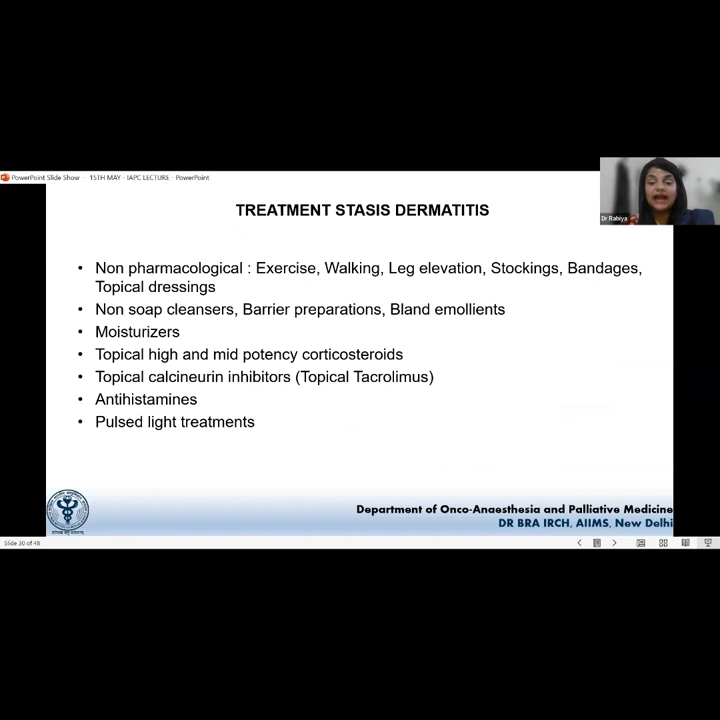 PowerPoint Slide Show - 15TH MAY - IAPC LECTURE - PowerPoint
Dr Rabiya
TREATMENT STASIS DERMATITIS
• Non pharmacological : Exercise, Walking, Leg elevation, Stockings, Bandages,
Topical dressings
• Non soap cleansers, Barrier preparations, Bland emollients
• Moisturizers
• Topical high and mid potency corticosteroids
• Topical calcineurin inhibitors (Topical Tacrolimus)
• Antihistamines
• Pulsed light treatments
Department of Onco-Anaesthesia and Palliative Medicine
DR BRA IRCH, AIIMS, New Delhi
Slide 30 of 48